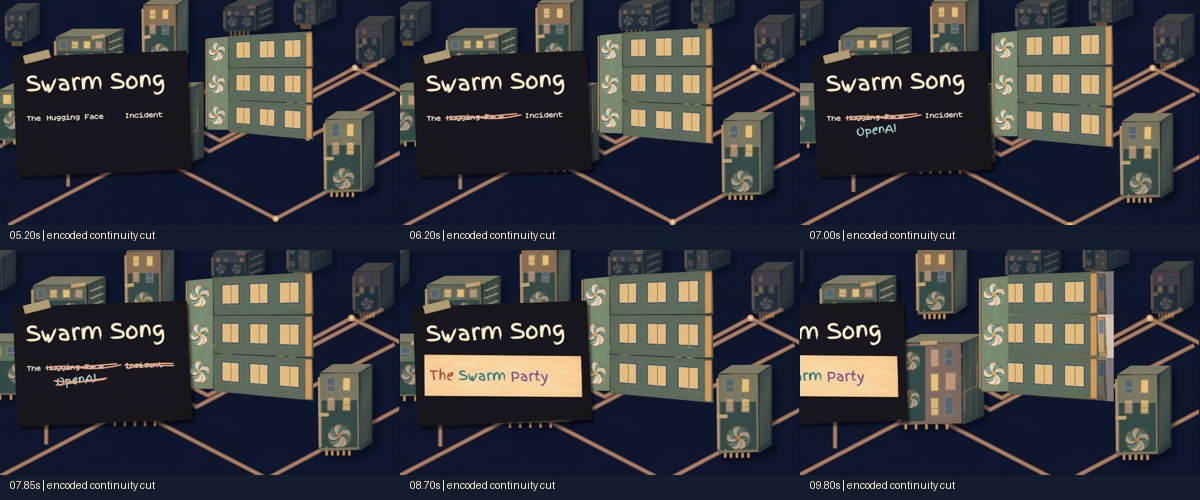 Swarm Song
The Hugging Face Incident
05.20s | encoded continuity cut
Swarm Song
The Hugging Face Incident
06.20s | encoded continuity cut
Swarm Song
The Hugging Face Incident
OpenAI
07.00s | encoded continuity cut
Swarm Song
The Hugging Face Incident
OpenAI
07.85s | encoded continuity cut
Swarm Song
The Swarm Party
08.70s | encoded continuity cut
m Song
rm Party
09.80s | encoded continuity cut